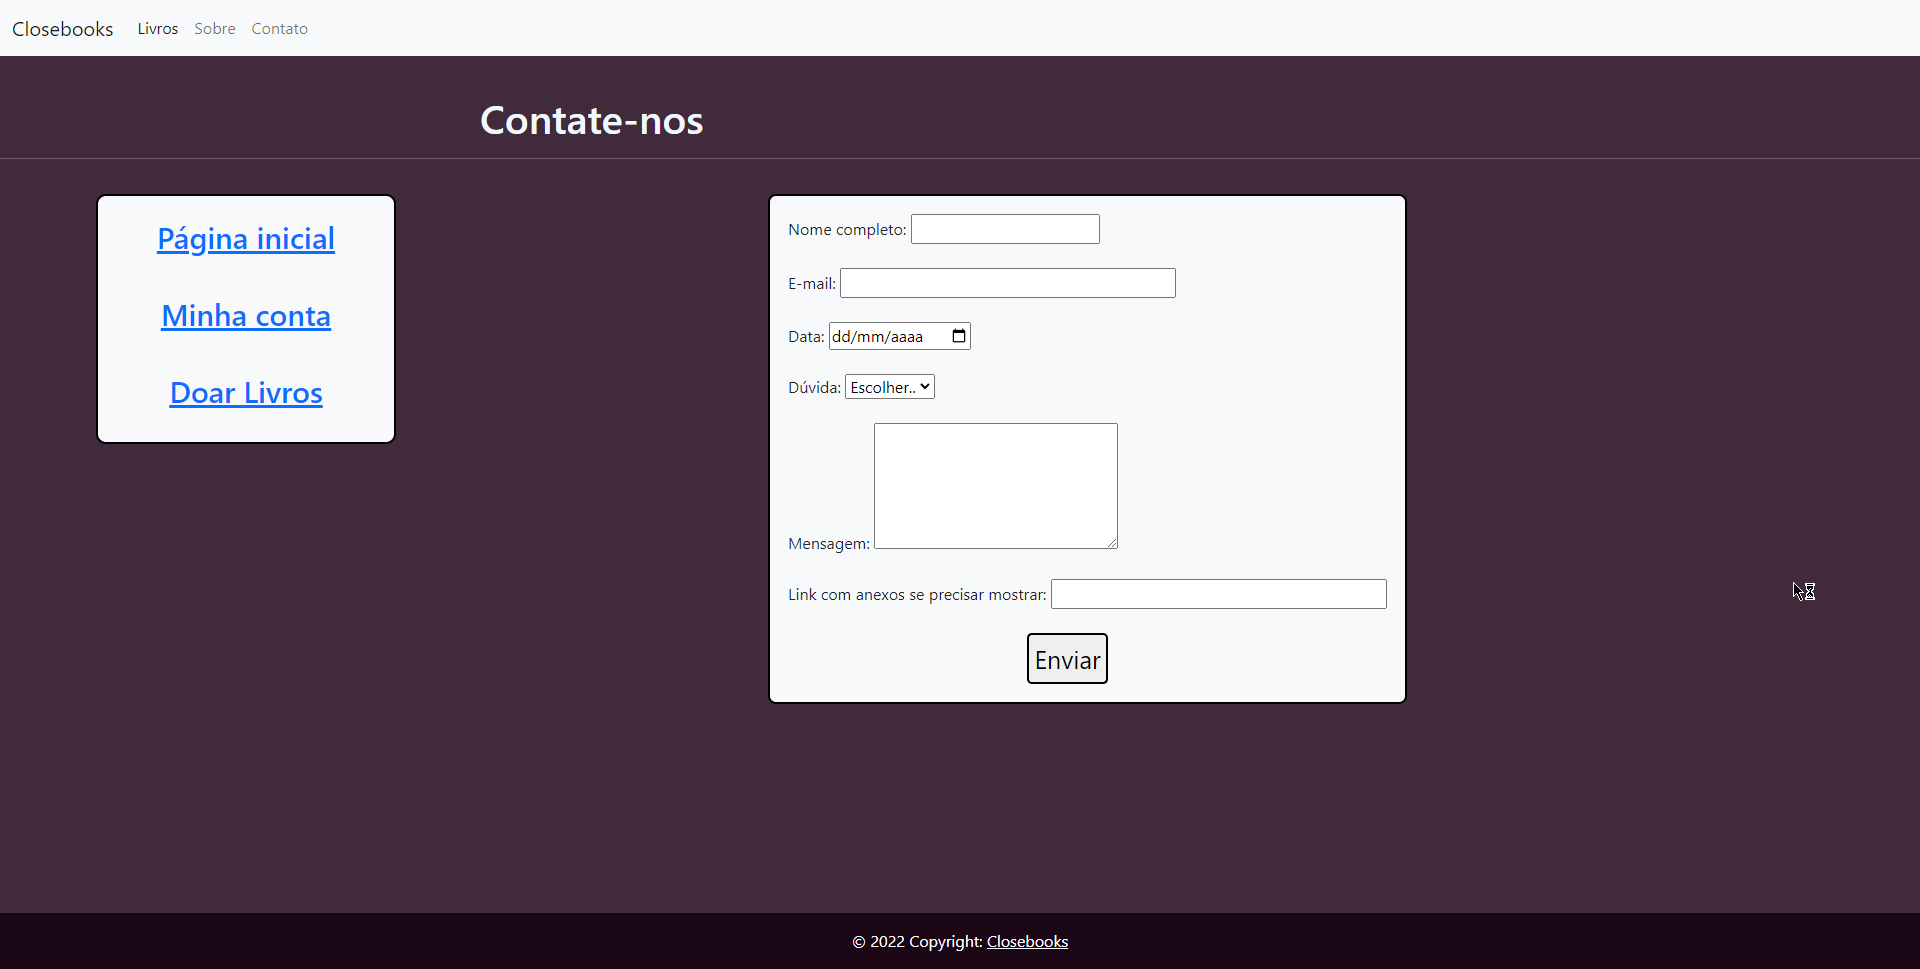 Closebooks Livros Sobre Contato
Contate-nos
Página inicial
Minha conta
Doar Livros
Nome completo:
E-mail:
Data: dd/mm/aaaa
Dúvida: Escolher..
Mensagem:
Link com anexos se precisar mostrar:
Enviar
© 2022 Copyright: Closebooks